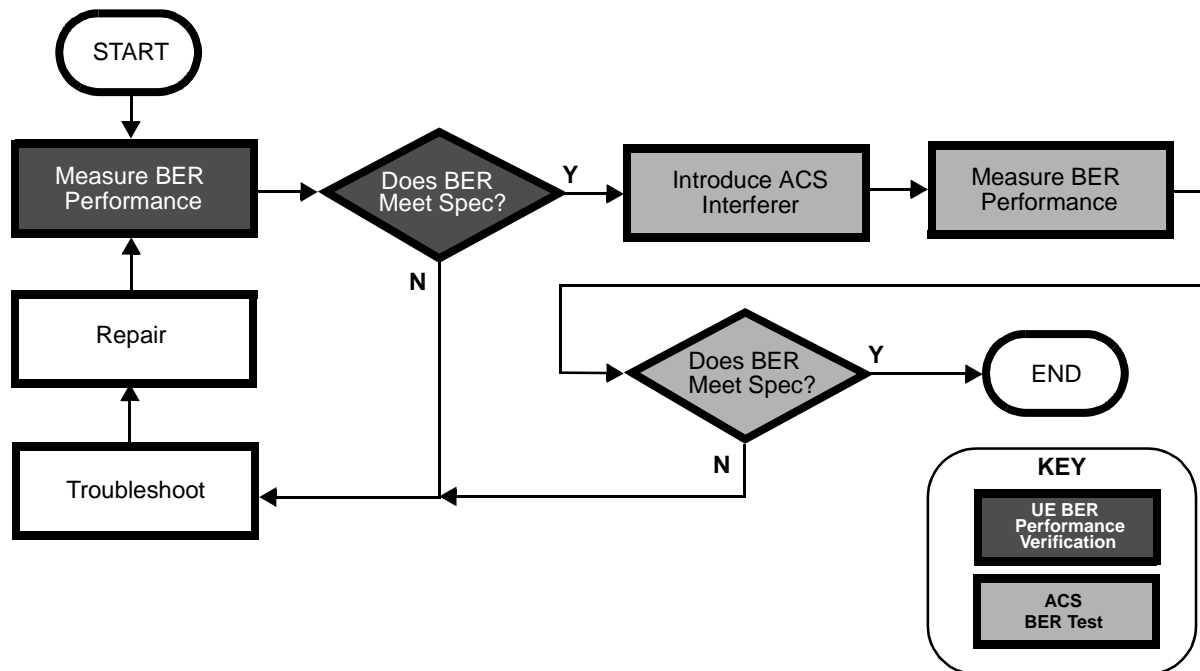 START
Measure BER
Performance
Does BER
Meet Spec?
Y
Introduce ACS
Interferer
Measure BER
Performance
N
Repair
Does BER
Meet Spec?
Y
END
N
Troubleshoot
KEY
UE BER
Performance
Verification
ACS
BER Test